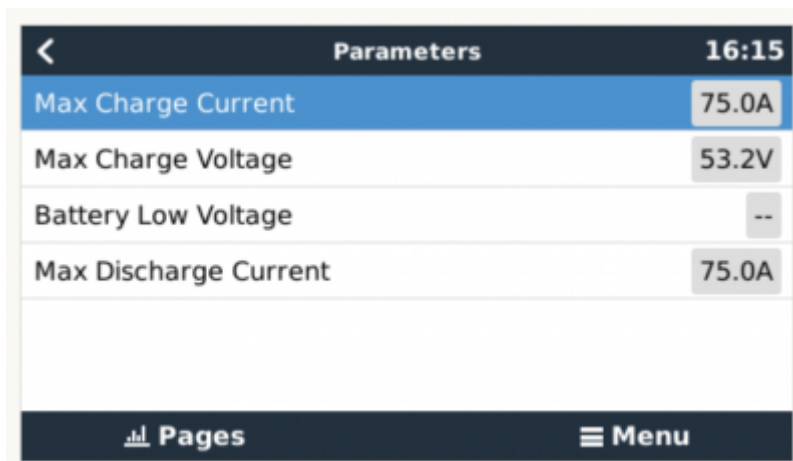 Parameters 16:15
Max Charge Current 75.0A
Max Charge Voltage 53.2V
Battery Low Voltage --
Max Discharge Current 75.0A
Pages Menu